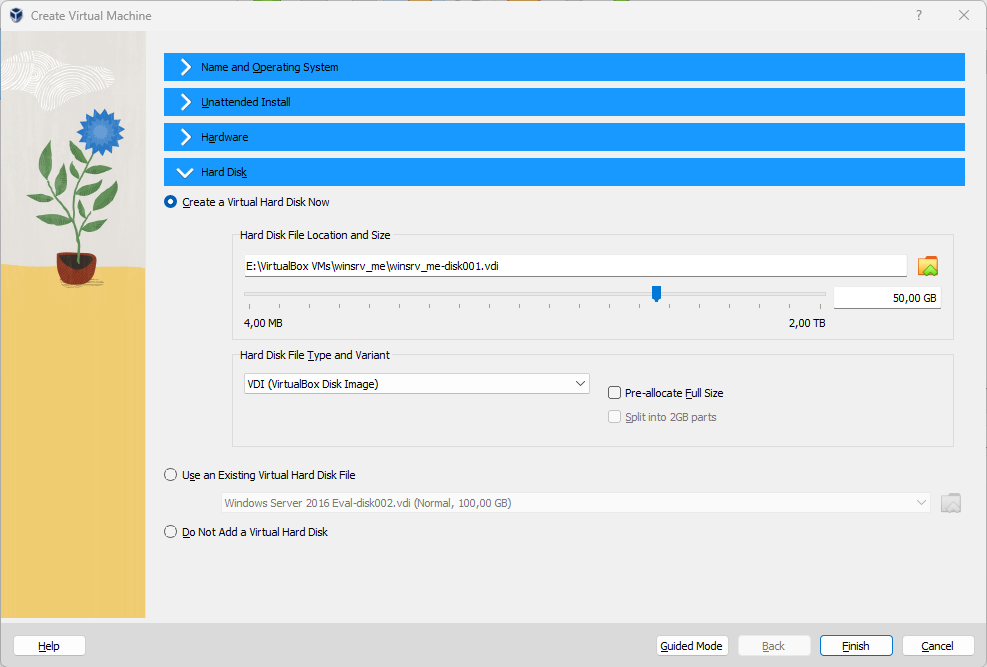 Create Virtual Machine
?
Name and Operating System
Unattended Install
Hardware
Hard Disk
Create a Virtual Hard Disk Now
Hard Disk File Location and Size
E:\VirtualBox VMs\winsrv_me\winsrv_me-disk001.vdi
50,00 GB
4,00 MB 2,00 TB
Hard Disk File Type and Variant
VDI (VirtualBox Disk Image)
Pre-allocate Full Size
Split into 2GB parts
Use an Existing Virtual Hard Disk File
Windows Server 2016 Eval-disk002.vdi (Normal, 100,00 GB)
Do Not Add a Virtual Hard Disk
Help Guided Mode Back Finish Cancel